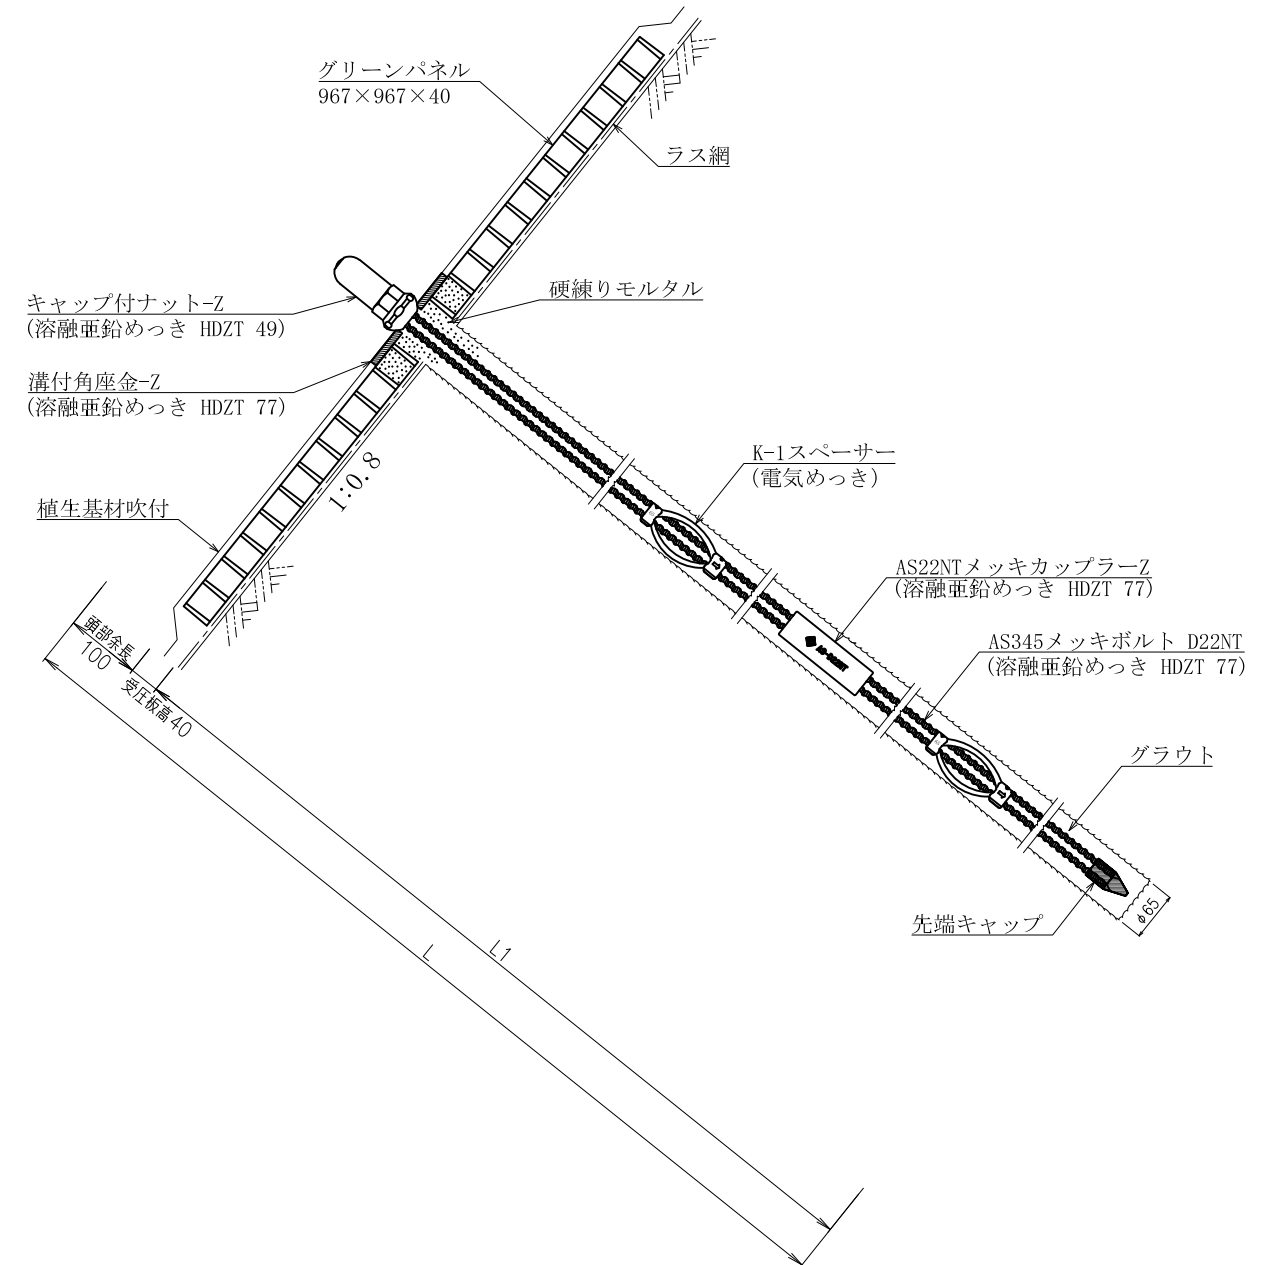 グリーンパネル
967×967×40
ラス網
硬練りモルタル
キャップ付ナット-Z
(溶融亜鉛めっき HDZT 49)
溝付角座金-Z
(溶融亜鉛めっき HDZT 77)
1:0.8
K-1スペーサー
(電気めっき)
植生基材吹付
AS22NTメッキカップラーZ
(溶融亜鉛めっき HDZT 77)
AS345メッキボルト D22NT
(溶融亜鉛めっき HDZT 77)
頭部余長
100
受圧板高40
AS-D22NT
グラウト
先端キャップ
φ65
L1
L